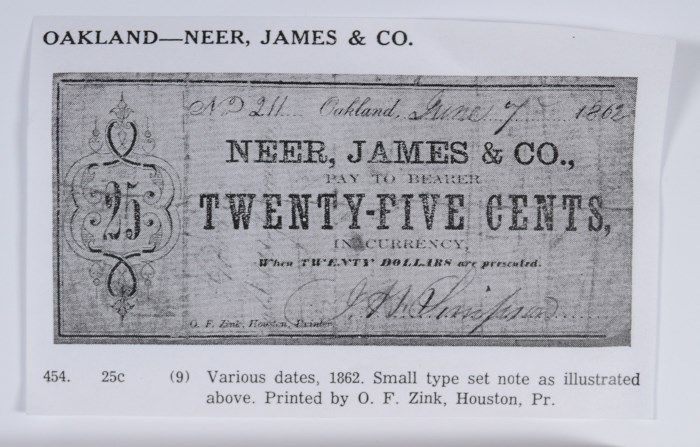 OAKLAND—NEER, JAMES & CO.
No 211 Oakland, June 7 1862
NEER, JAMES & CO.,
PAY TO BEARER
25
TWENTY-FIVE CENTS,
IN CURRENCY,
When TWENTY DOLLARS are presented.
Simpson
O. F. Zink, Houston, Printer
454. 25c (9) Various dates, 1862. Small type set note as illustrated
above. Printed by O. F. Zink, Houston, Pr.